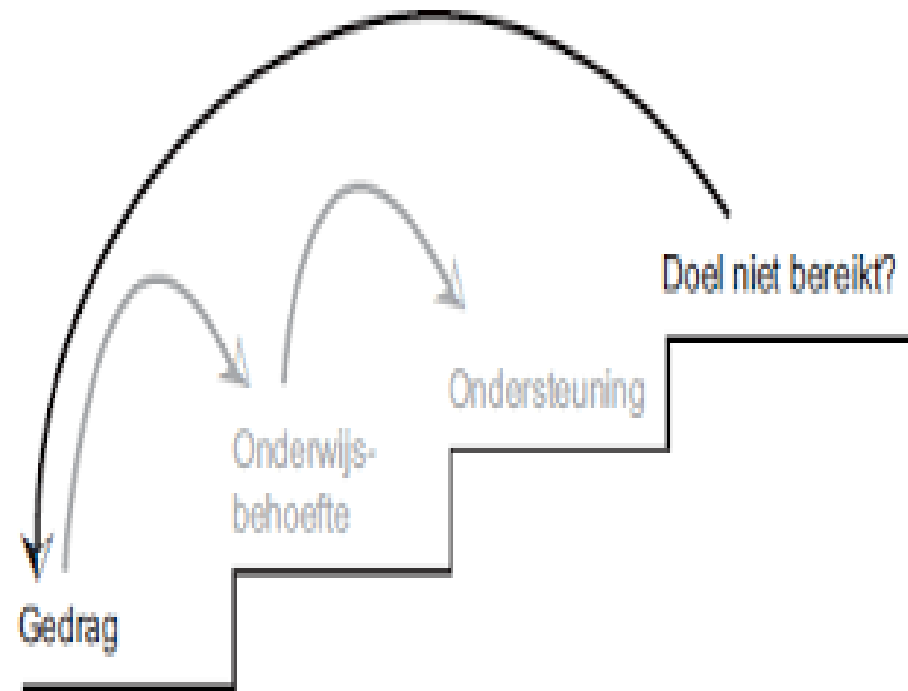 Doel niet bereikt?
Ondersteuning
Onderwijs-
behoefte
Gedrag